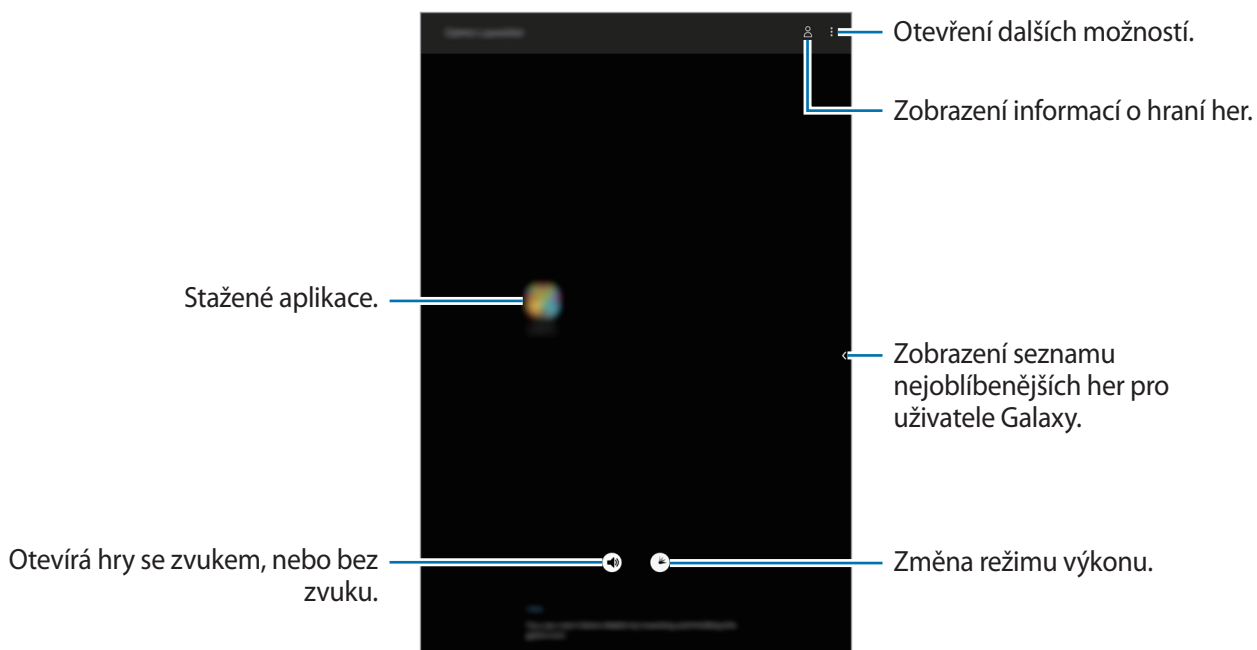 Otevření dalších možností.
Zobrazení informací o hraní her.
Stažené aplikace.
Zobrazení seznamu
nejoblíbenějších her pro
uživatele Galaxy.
Otevírá hry se zvukem, nebo bez
zvuku.
Změna režimu výkonu.